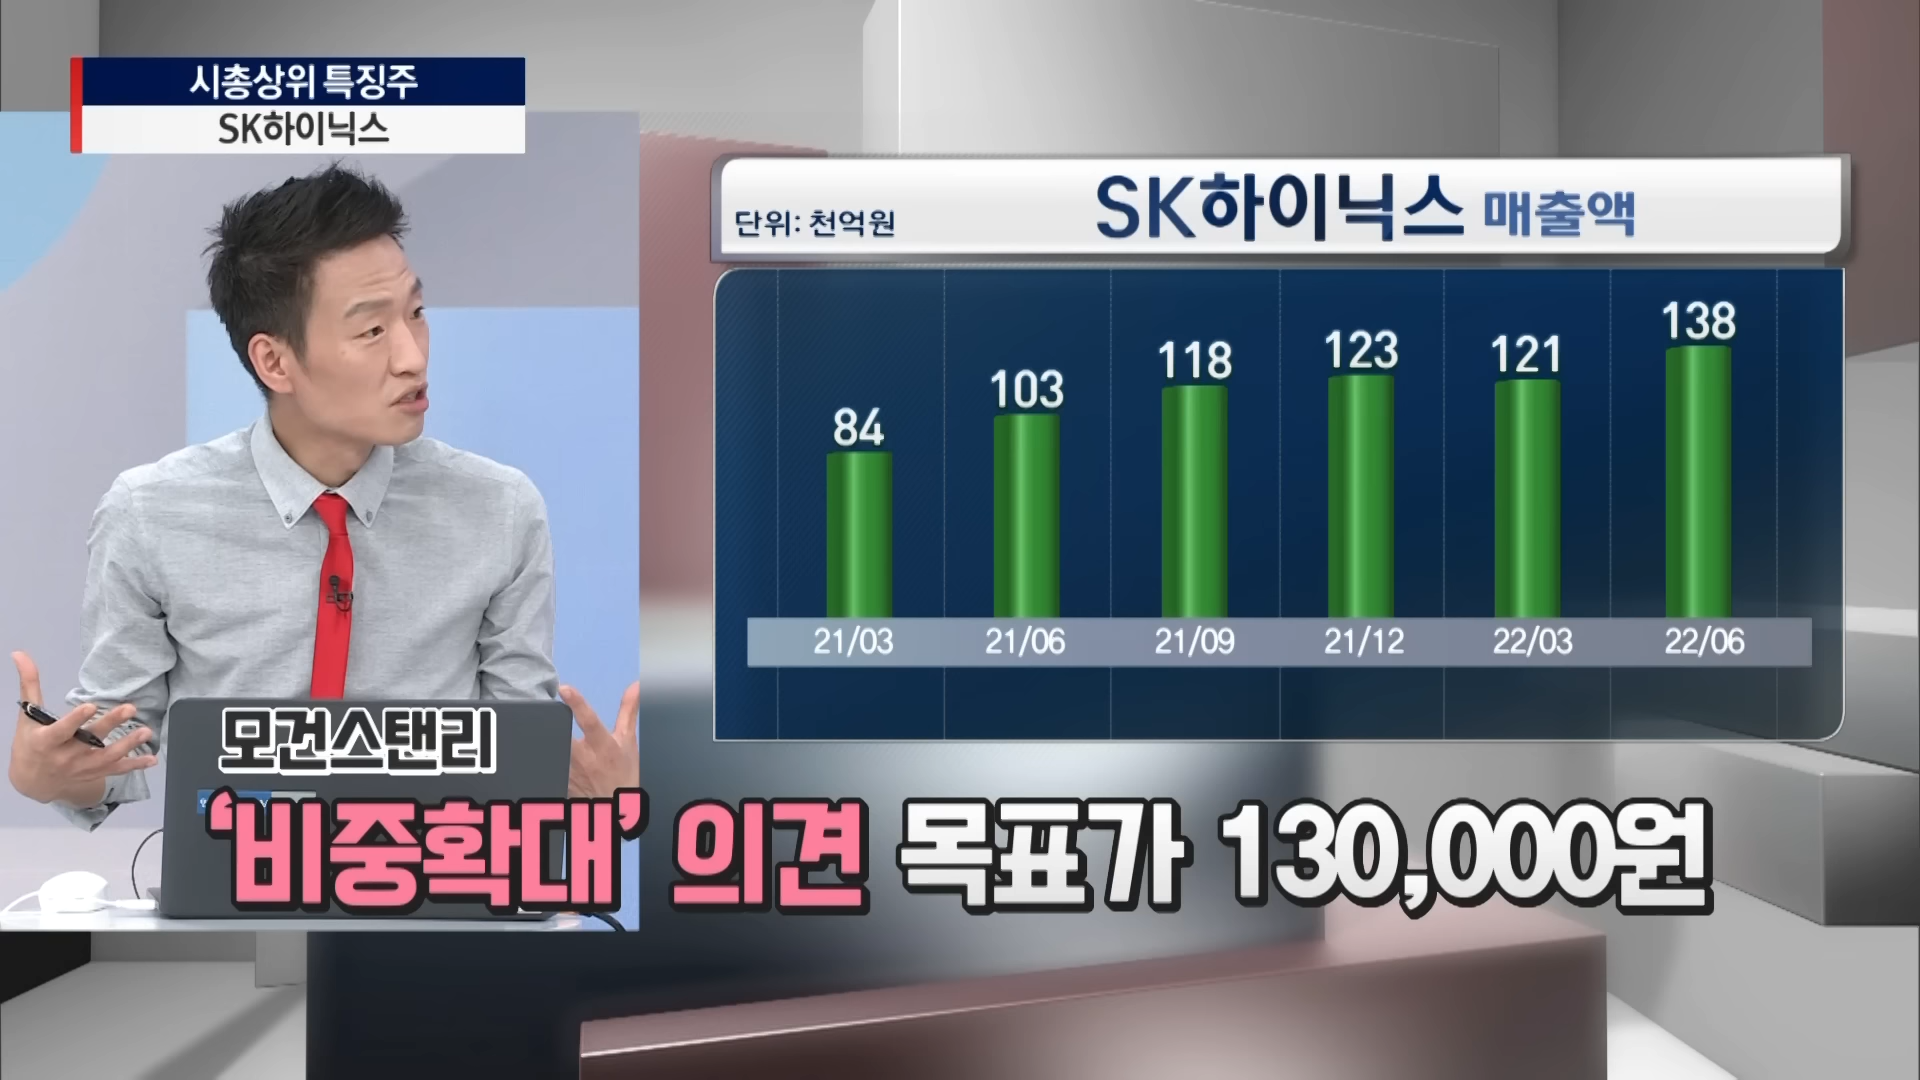 시총상위 특징주
SK하이닉스
단위: 천억원
SK하이닉스 매출액
84
103
118
123
121
138
21/03
21/06
21/09
21/12
22/03
22/06
모건스탠리
‘비중확대’ 의견 목표가 130,000원